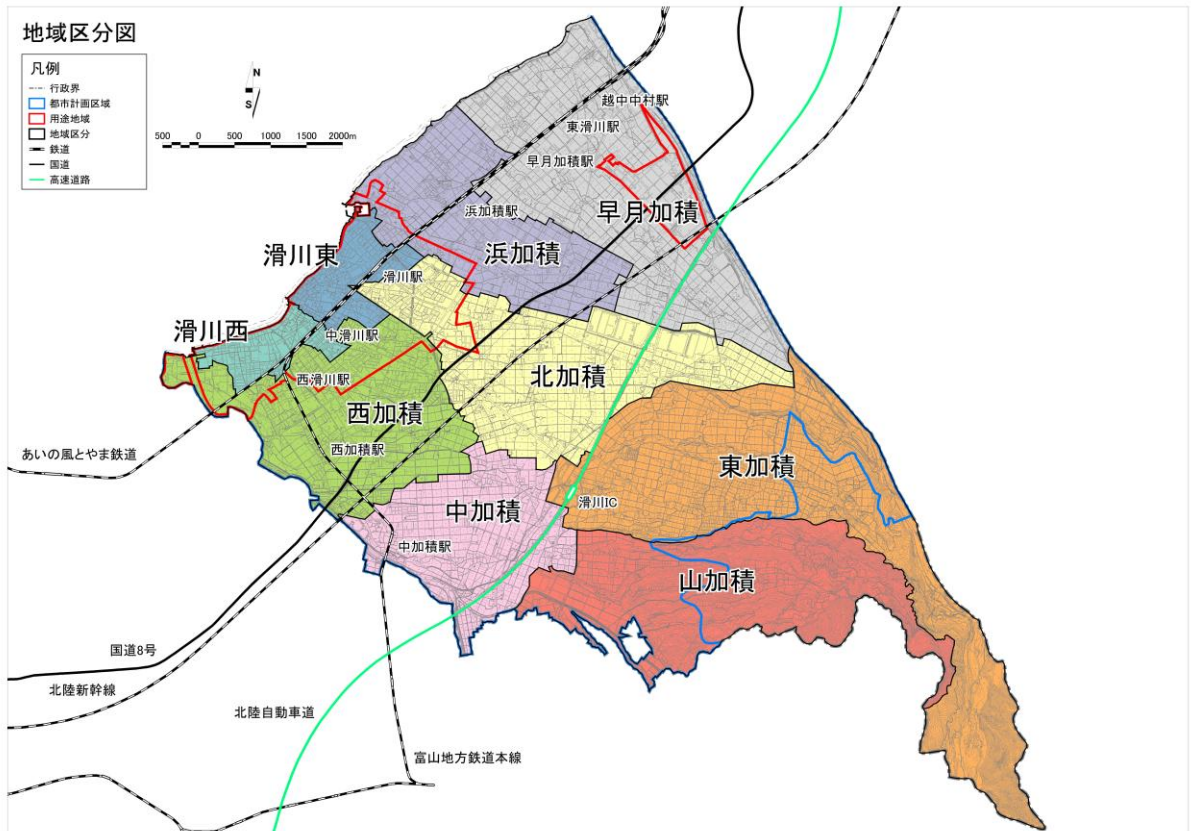 地域区分図
凡例
行政界
都市計画区域
用途地域
地域区分
鉄道
国道
高速道路
N
S
500 0 500 1000 1500 2000m
越中中村駅
東滑川駅
早月加積駅
早月加積
浜加積駅
浜加積
滑川東
滑川駅
滑川西
中滑川駅
西滑川駅
北加積
西加積
西加積駅
あいの風とやま鉄道
東加積
滑川IC
中加積
中加積駅
山加積
国道8号
北陸新幹線
北陸自動車道
富山地方鉄道本線